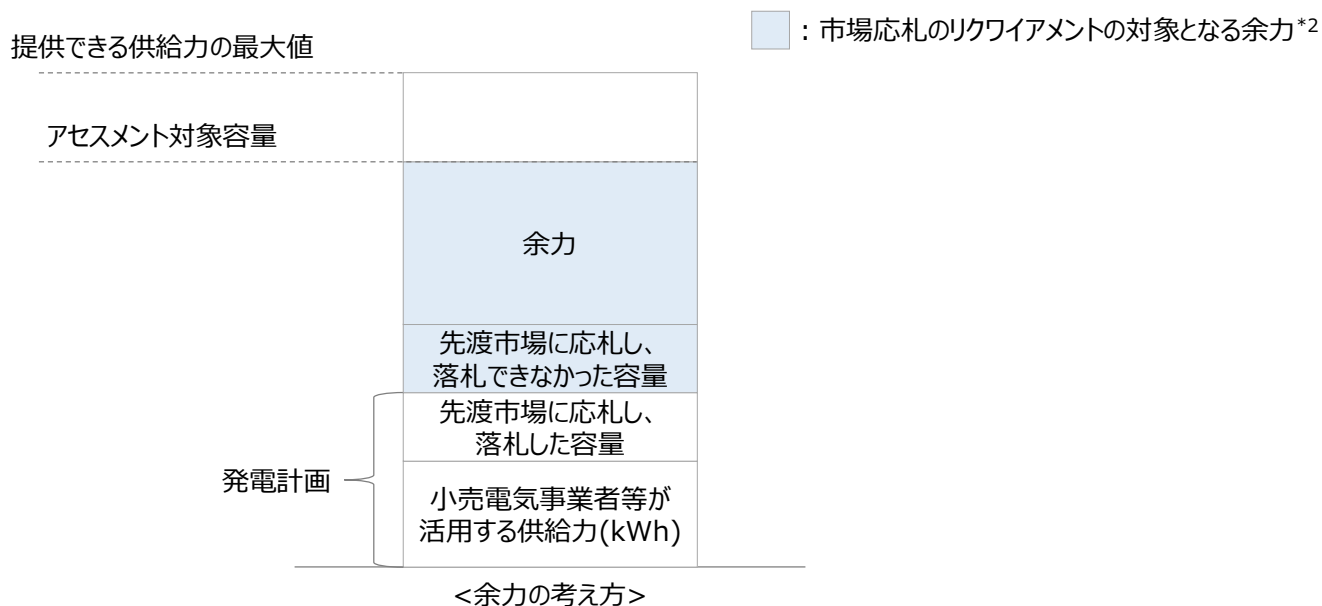 ：市場応札のリクワイアメントの対象となる余力*2
提供できる供給力の最大値
アセスメント対象容量
余力
先渡市場に応札し、
落札できなかった容量
先渡市場に応札し、
落札した容量
発電計画
小売電気事業者等が
活用する供給力(kWh)
<余力の考え方>